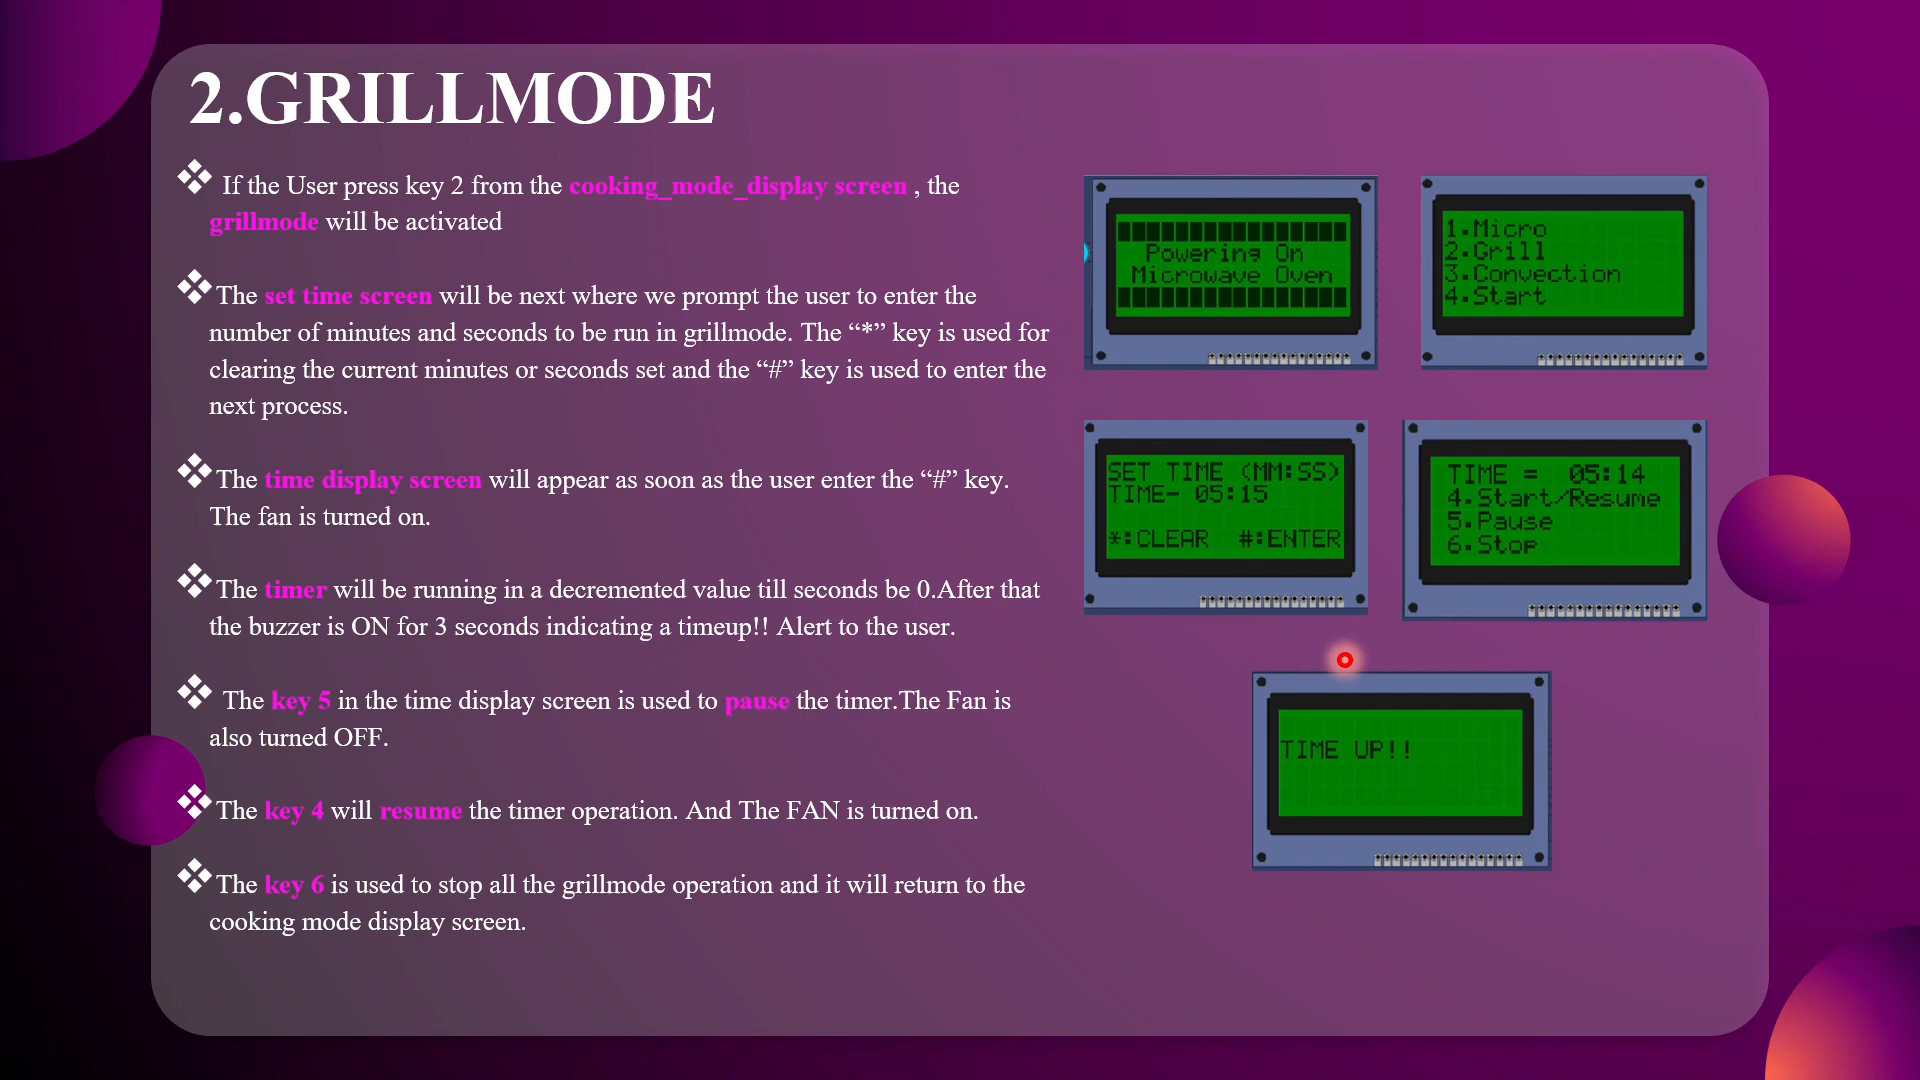 2.GRILLMODE
❖ If the User press key 2 from the cooking_mode_display screen , the
grillmode will be activated
❖ The set time screen will be next where we prompt the user to enter the
number of minutes and seconds to be run in grillmode. The “*” key is used for
clearing the current minutes or seconds set and the “#” key is used to enter the
next process.
❖ The time display screen will appear as soon as the user enter the “#” key.
The fan is turned on.
❖ The timer will be running in a decremented value till seconds be 0.After that
the buzzer is ON for 3 seconds indicating a timeup!! Alert to the user.
❖ The key 5 in the time display screen is used to pause the timer.The Fan is
also turned OFF.
❖ The key 4 will resume the timer operation. And The FAN is turned on.
❖ The key 6 is used to stop all the grillmode operation and it will return to the
cooking mode display screen.
Powering On
Microwave Oven
1.Micro
2.Grill
3.Convection
4.Start
SET TIME (MM:SS)
TIME- 05:15
*:CLEAR #:ENTER
TIME = 05:14
4.Start/Resume
5.Pause
6.Stop
TIME UP!!